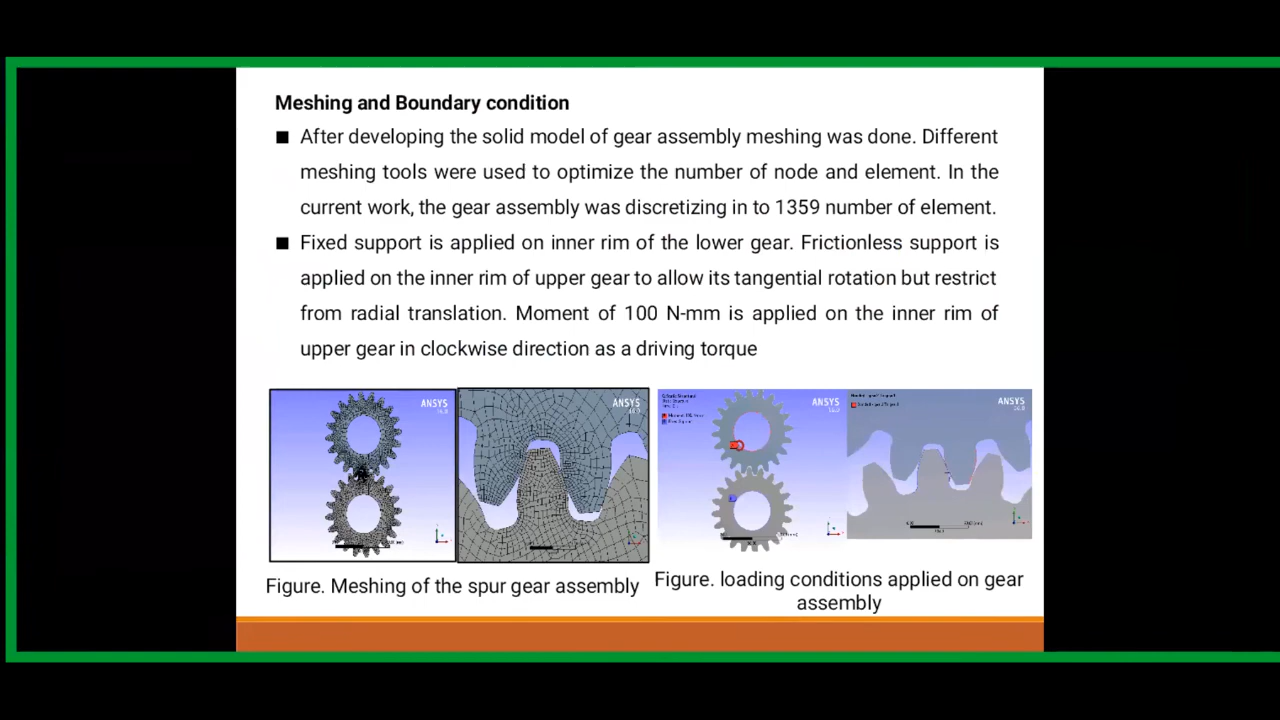 Meshing and Boundary condition
■ After developing the solid model of gear assembly meshing was done. Different
meshing tools were used to optimize the number of node and element. In the
current work, the gear assembly was discretizing in to 1359 number of element.
■ Fixed support is applied on inner rim of the lower gear. Frictionless support is
applied on the inner rim of upper gear to allow its tangential rotation but restrict
from radial translation. Moment of 100 N-mm is applied on the inner rim of
upper gear in clockwise direction as a driving torque
ANSYS
ANSYS
ANSYS
ANSYS
Figure. Meshing of the spur gear assembly
Figure. loading conditions applied on gear
assembly